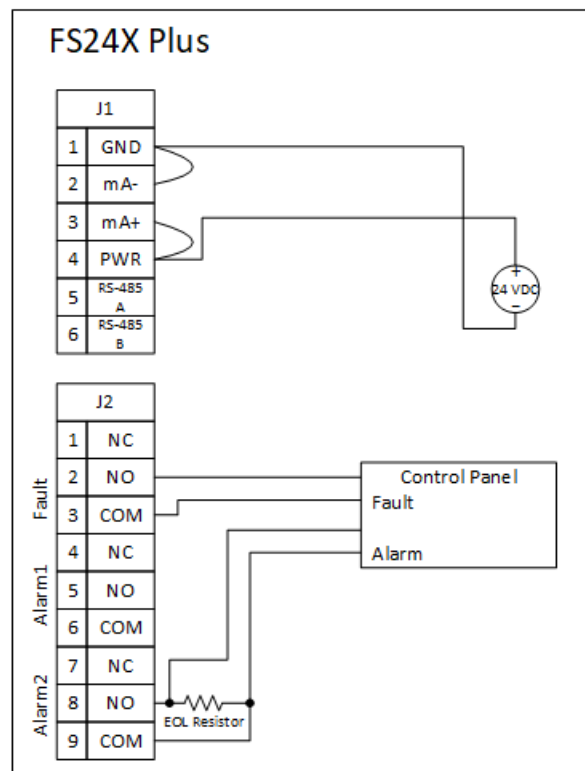 FS24X Plus
J1
1 GND
2 mA-
3 mA+
4 PWR
5 RS-485
A
6 RS-485
B
+
24 VDC
−
J2
1 NC
2 NO
3 COM
Fault
4 NC
5 NO
6 COM
Alarm1
7 NC
8 NO
9 COM
Alarm2
EOL Resistor
Control Panel
Fault
Alarm